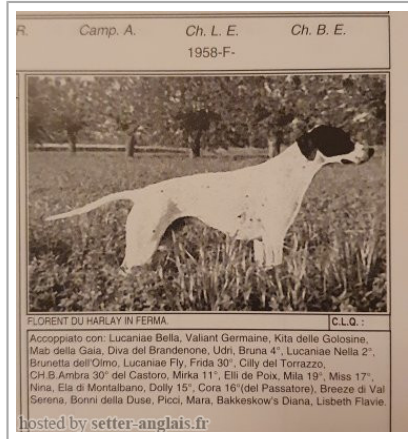 R. Camp. A. Ch. L. E. Ch. B. E.
1958-F-
FLORENT DU HARLAY IN FERMA. C.L.Q. :
Accoppiato con: Lucaniae Bella, Valiant Germaine, Kita delle Golosine,
Mab della Gaia, Diva del Brandenone, Udri, Bruna 4°, Lucaniae Nella 2°,
Brunetta dell'Olmo, Lucaniae Fly, Frida 30°, Cilly del Torrazzo,
CH.B.Ambra 30° del Castoro, Mirka 11°, Elli de Poix, Mila 19°, Miss 17°,
Nina, Ela di Montalbano, Dolly 15°, Cora 16°(del Passatore), Breeze di Val
Serena, Bonni della Duse, Picci, Mara, Bakkeskow's Diana, Lisbeth Flavie.
hosted by setter-anglais.fr